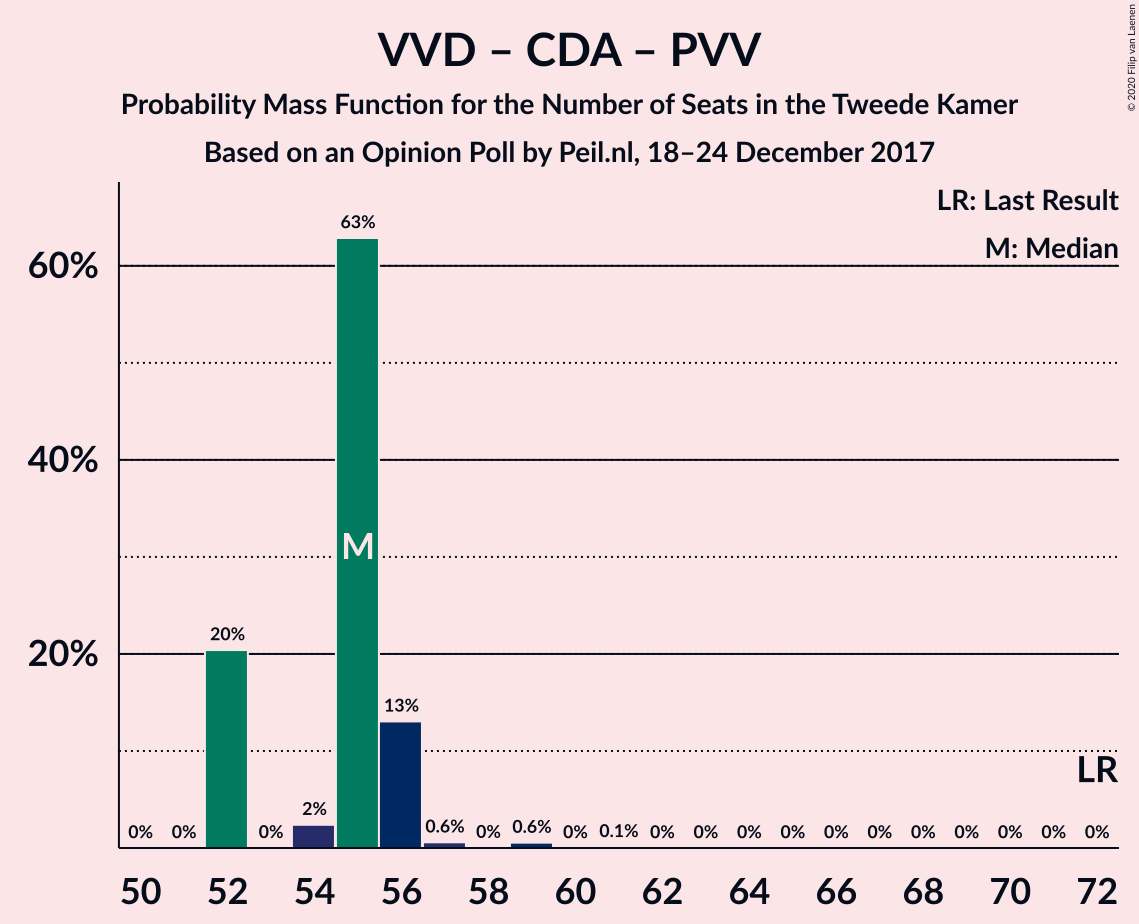 VVD – CDA – PVV
Probability Mass Function for the Number of Seats in the Tweede Kamer
Based on an Opinion Poll by Peil.nl, 18–24 December 2017
© 2020 Filip van Laenen
LR: Last Result
M: Median
60%
40%
20%
0% 0% 20% 0% 2% 63% 13% 0.6% 0% 0.6% 0% 0.1% 0% 0% 0% 0% 0% 0% 0% 0% 0% 0% 0%
M
LR
50 52 54 56 58 60 62 64 66 68 70 72